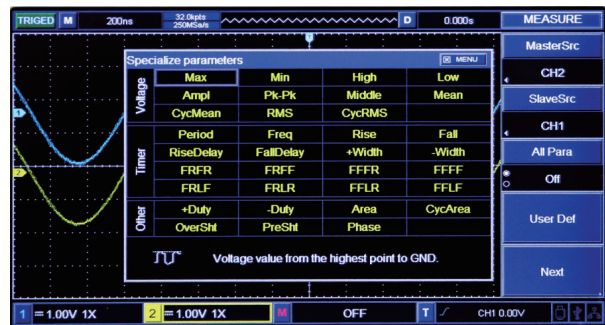 TRIGED M 200ns 32.0kpts 250MSa/s D 0.000s MEASURE
MasterSrc
CH2
SlaveSrc
CH1
All Para
Off
User Def
Next
Specialize parameters MENU
Voltage
Max Min High Low
Ampl Pk-Pk Middle Mean
CycMean RMS CycRMS
Timer
Period Freq Rise Fall
RiseDelay FallDelay +Width -Width
FRFR FRFF FFFR FFFF
FRLF FRLR FFLR FFLF
Other
+Duty -Duty Area CycArea
OverSht PreSht Phase
Voltage value from the highest point to GND.
1
2
1 1.00V 1X 2 1.00V 1X M OFF T CH1 0.00V